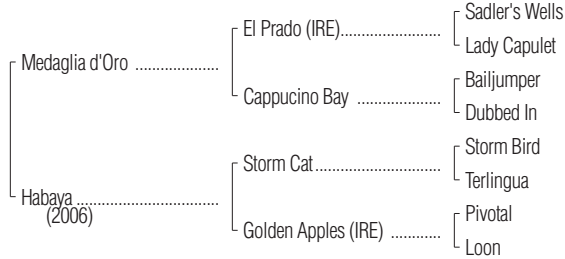 Sadler's Wells
El Prado (IRE)
Lady Capulet
Medaglia d'Oro
Bailjumper
Cappucino Bay
Dubbed In
Storm Bird
Storm Cat
Terlingua
Habaya
(2006)
Pivotal
Golden Apples (IRE)
Loon